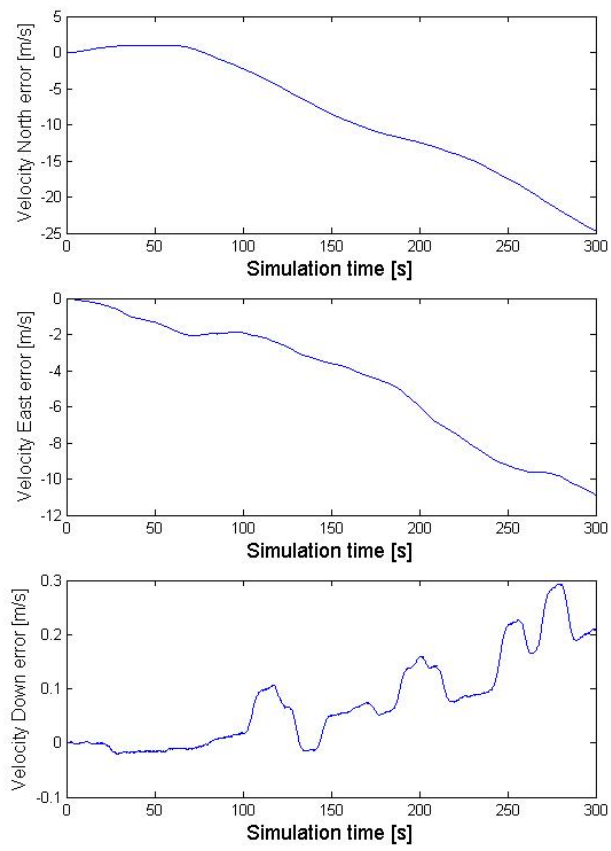 Velocity North error [m/s]
5
0
-5
-10
-15
-20
-25
0 50 100 150 200 250 300
Simulation time [s]
Velocity East error [m/s]
0
-2
-4
-6
-8
-10
-12
0 50 100 150 200 250 300
Simulation time [s]
Velocity Down error [m/s]
0.3
0.2
0.1
0
-0.1
0 50 100 150 200 250 300
Simulation time [s]